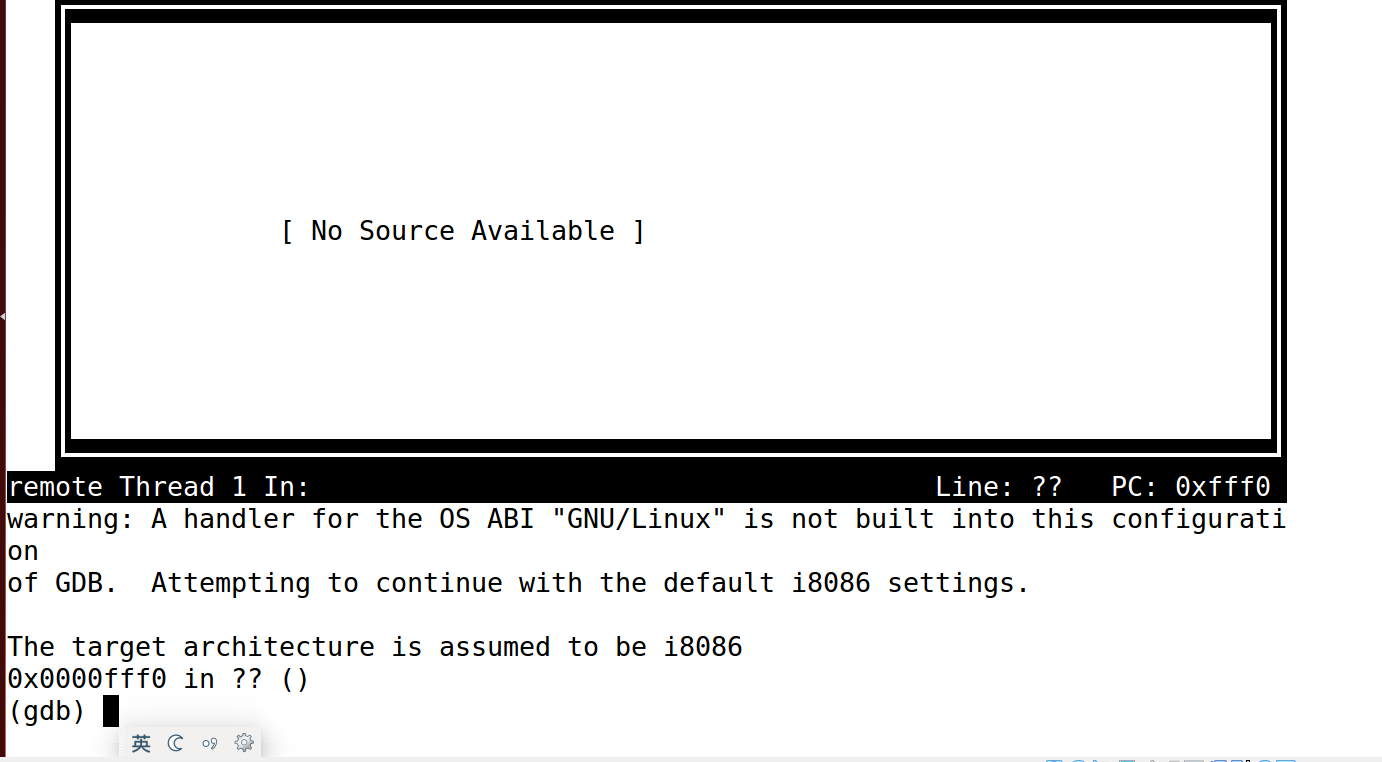 [ No Source Available ]
remote Thread 1 In: Line: ?? PC: 0xfff0
warning: A handler for the OS ABI "GNU/Linux" is not built into this configurati
on
of GDB.  Attempting to continue with the default i8086 settings.
The target architecture is assumed to be i8086
0x0000fff0 in ?? ()
(gdb)
英